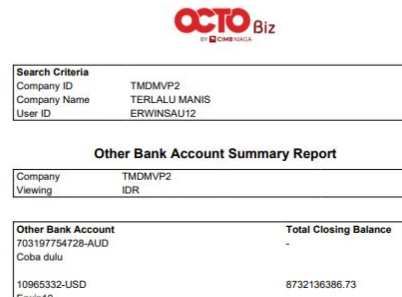 OCTO Biz
BY CIMB NIAGA
Search Criteria
Company ID TMDMVP2
Company Name TERLALU MANIS
User ID ERWINSAU12
Other Bank Account Summary Report
Company TMDMVP2
Viewing IDR
Other Bank Account Total Closing Balance
703197754728-AUD -
Coba dulu
10965332-USD 8732136386.73